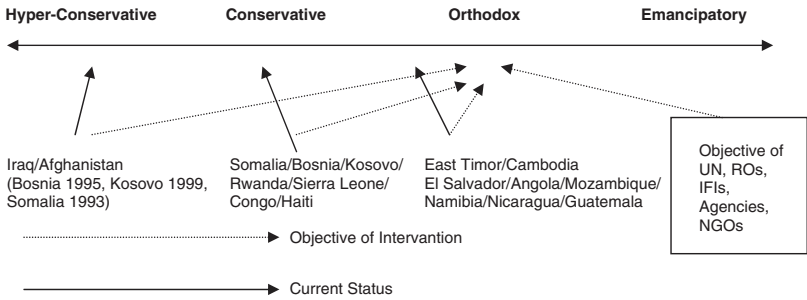 Hyper-Conservative Conservative Orthodox Emancipatory
Iraq/Afghanistan
(Bosnia 1995, Kosovo 1999,
Somalia 1993)
Somalia/Bosnia/Kosovo/
Rwanda/Sierra Leone/
Congo/Haiti
East Timor/Cambodia
El Salvador/Angola/Mozambique/
Namibia/Nicaragua/Guatemala
Objective of
UN, ROs,
IFIs,
Agencies,
NGOs
Objective of Intervantion
Current Status